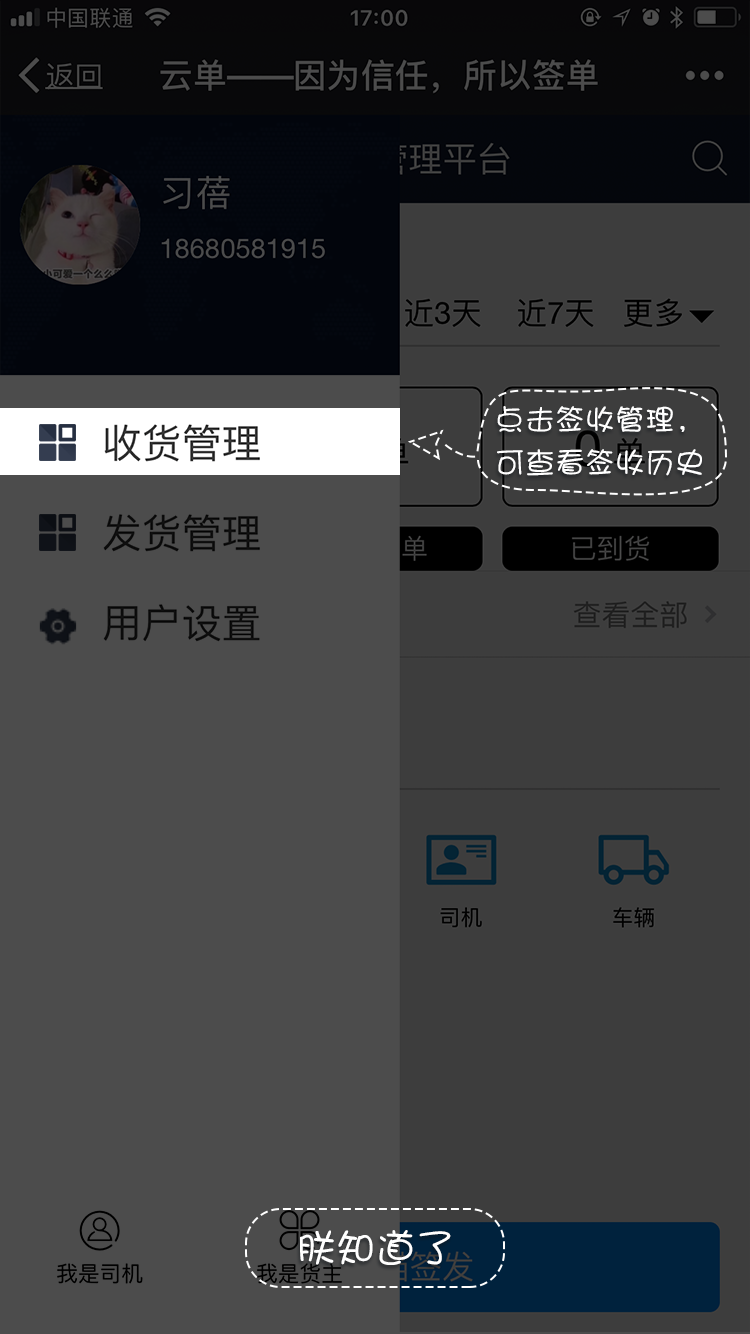 中国联通
17:00
返回
云单——因为信任，所以签单
管理平台
习蓓
18680581915
小可爱一个么么
近3天
近7天
更多
收货管理
点击签收管理，
可查看签收历史
0 单
发货管理
单
已到货
用户设置
查看全部
司机
车辆
我是司机
我是货主
朕知道了
签发